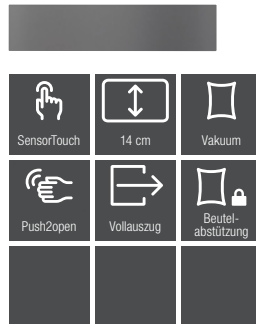 SensorTouch
14 cm
Vakuum
Push2open
Vollauszug
Beutel-
abstützung